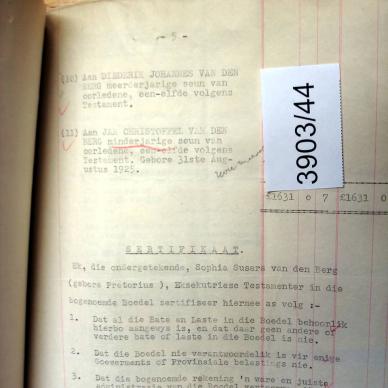 - 5 -
(10) Aan DIEDERIK JOHANNES VAN DEN
BERG meerderjarige seun van
oorledene, een-elfde volgens
Testament.
(11) Aan JAN CHRISTOFFEL VAN DEN
BERG minderjarige seun van
oorledene, een-elfde volgens
Testament. Gebore 31ste Aug-
ustus 1925.
3903/44
£1631 0 7 £1631 0
SERTIFIKAAT.
Ek, die ondergetekende, Sophia Susara van den Berg
(gebore Pretorius), Eksekutriese Testamenter in die
bogenoemde Boedel sertifiseer hiermee as volg :-
1. Dat al die Bate en Laste in die Boedel behoorlik
hierbo aangewys is, en dat daar geen andere of
verdere bate of laste in die Boedel is nie.
2. Dat die Boedel nie verantwoordelik is vir enige
Goewerments of Provinsiale belastings nie.
3. Dat die bogenoemde rekening 'n ware en juiste